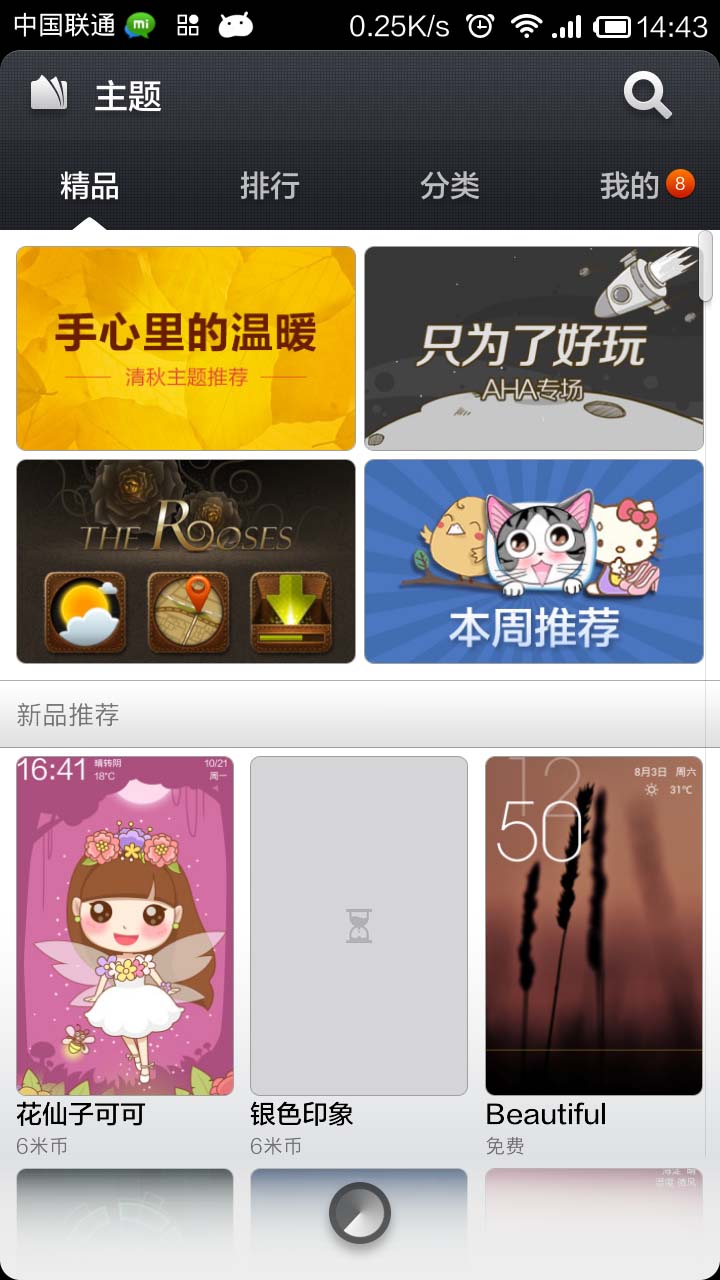 中国联通 mi 0.25K/s 14:43
主题
精品 排行 分类 我的 8
手心里的温暖
清秋主题推荐
只为了好玩
AHA专场
THE ROOSES
本周推荐
新品推荐
16:41 晴转阴 18℃ 10/21 周一
12
50
8月3日 周六
31℃
花仙子可可 银色印象 Beautiful
6米币 6米币 免费